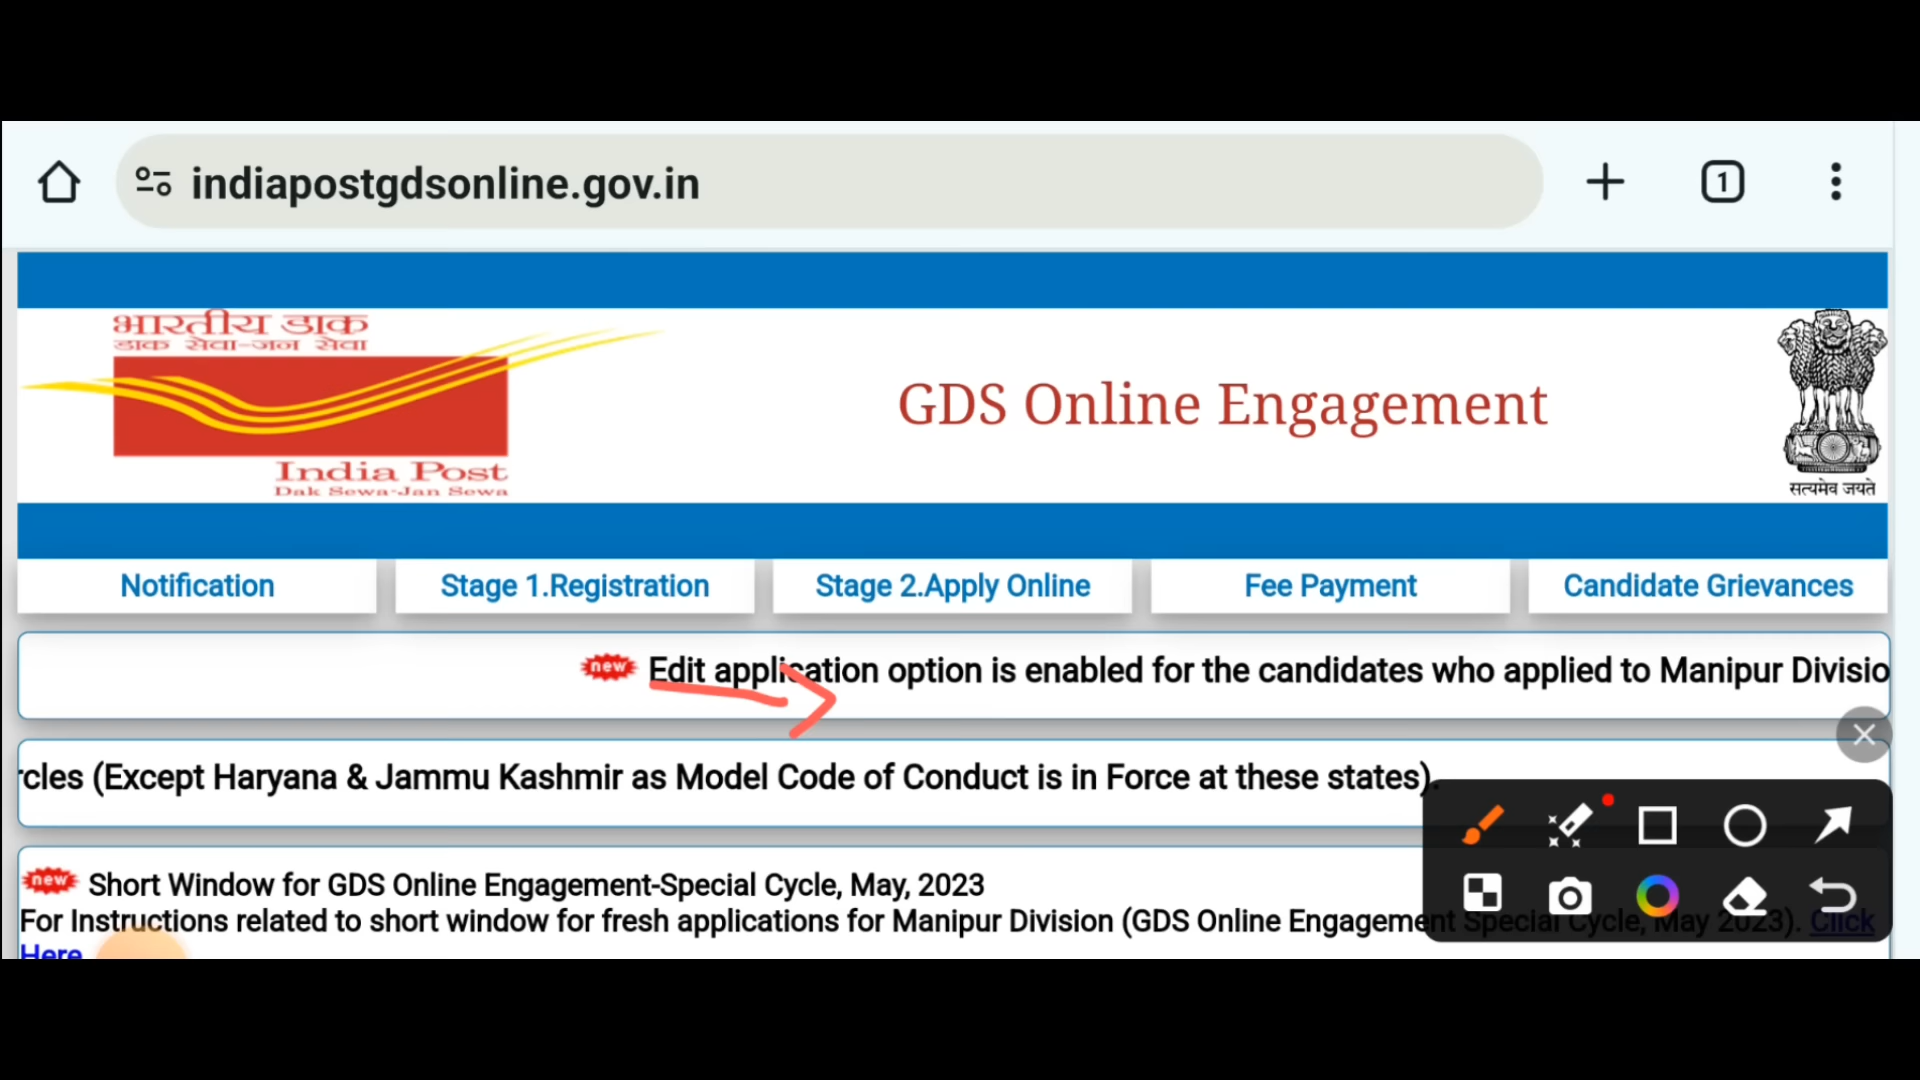 indiapostgdsonline.gov.in
1
भारतीय डाक
डाक सेवा-जन सेवा
India Post
Dak Sewa-Jan Sewa
GDS Online Engagement
सत्यमेव जयते
Notification
Stage 1.Registration
Stage 2.Apply Online
Fee Payment
Candidate Grievances
new Edit application option is enabled for the candidates who applied to Manipur Divisio
rcles (Except Haryana & Jammu Kashmir as Model Code of Conduct is in Force at these states).
new Short Window for GDS Online Engagement-Special Cycle, May, 2023
For Instructions related to short window for fresh applications for Manipur Division (GDS Online Engagement Special Cycle, May 2023). Click
Here